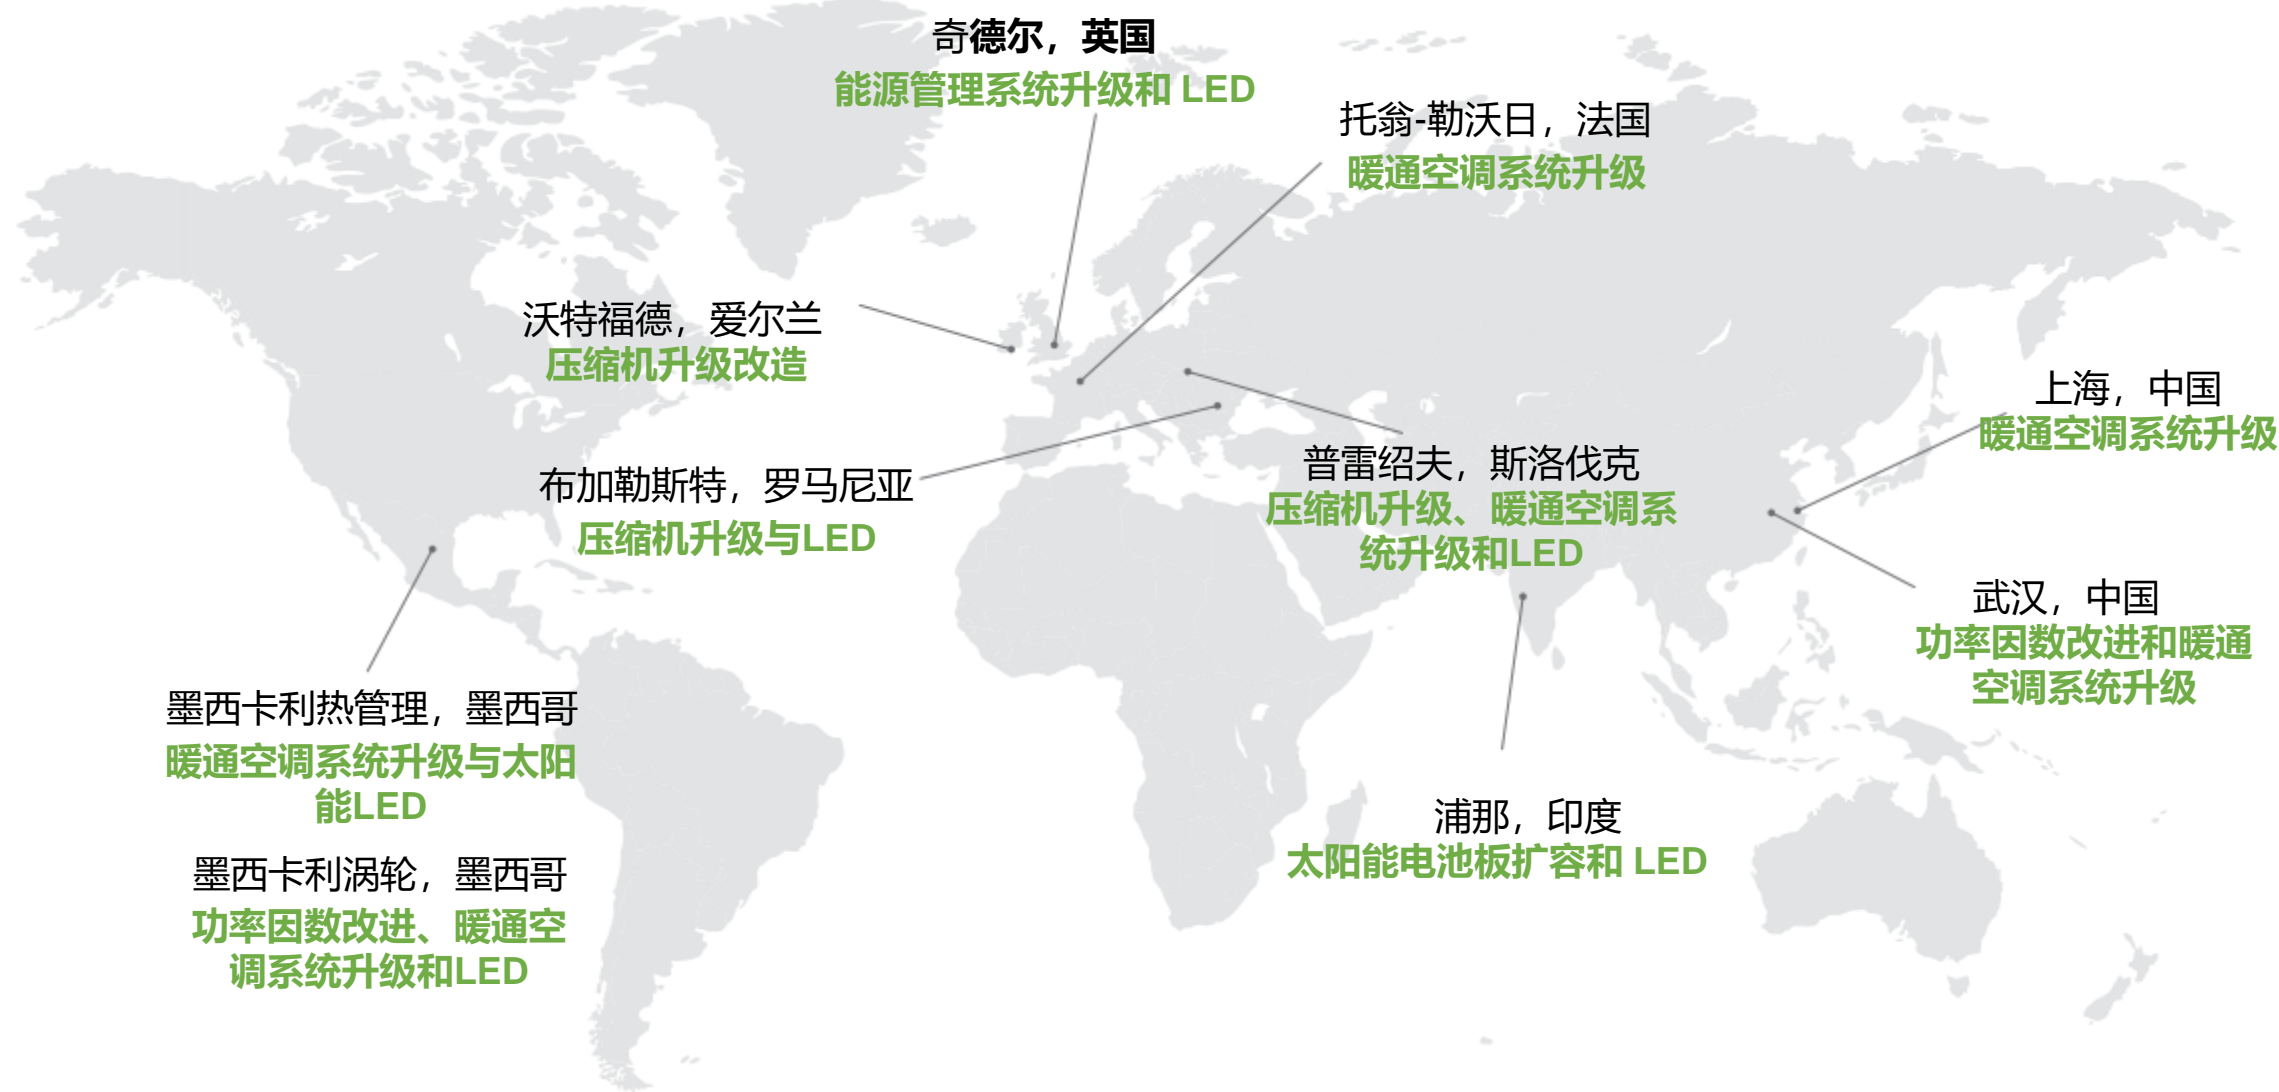 奇德尔，英国
能源管理系统升级和 LED
托翁-勒沃日，法国
暖通空调系统升级
沃特福德，爱尔兰
压缩机升级改造
上海，中国
暖通空调系统升级
布加勒斯特，罗马尼亚
压缩机升级与LED
普雷绍夫，斯洛伐克
压缩机升级、暖通空调系
统升级和LED
武汉，中国
功率因数改进和暖通
空调系统升级
墨西卡利热管理，墨西哥
暖通空调系统升级与太阳
能LED
浦那，印度
太阳能电池板扩容和 LED
墨西卡利涡轮，墨西哥
功率因数改进、暖通空
调系统升级和LED